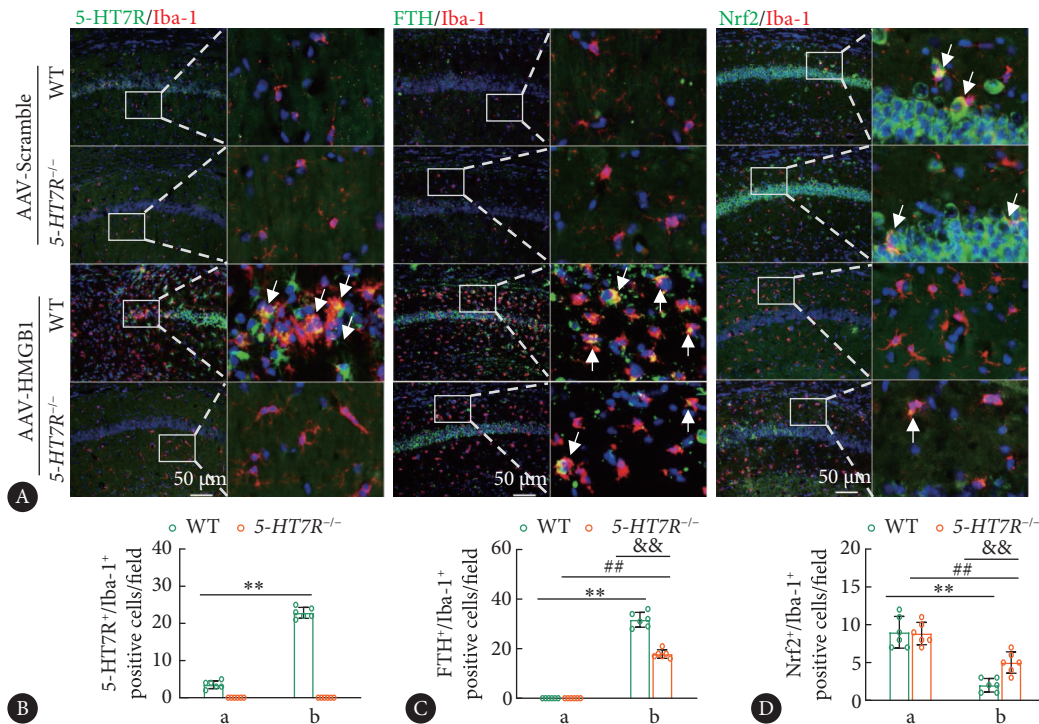 5-HT7R/Iba-1 FTH/Iba-1 Nrf2/Iba-1
AAV-Scramble
WT
5-HT7R−/−
AAV-HMGB1
WT
5-HT7R−/−
50 μm 50 μm 50 μm
A
WT 5-HT7R−/−
5-HT7R+/Iba-1+
positive cells/field
40
30
20
10
0
**
a b
B
WT 5-HT7R−/−
FTH+/Iba-1+
positive cells/field
60
40
20
0
&&
##
**
a b
C
WT 5-HT7R−/−
Nrf2+/Iba-1+
positive cells/field
20
15
10
5
0
&&
##
**
a b
D